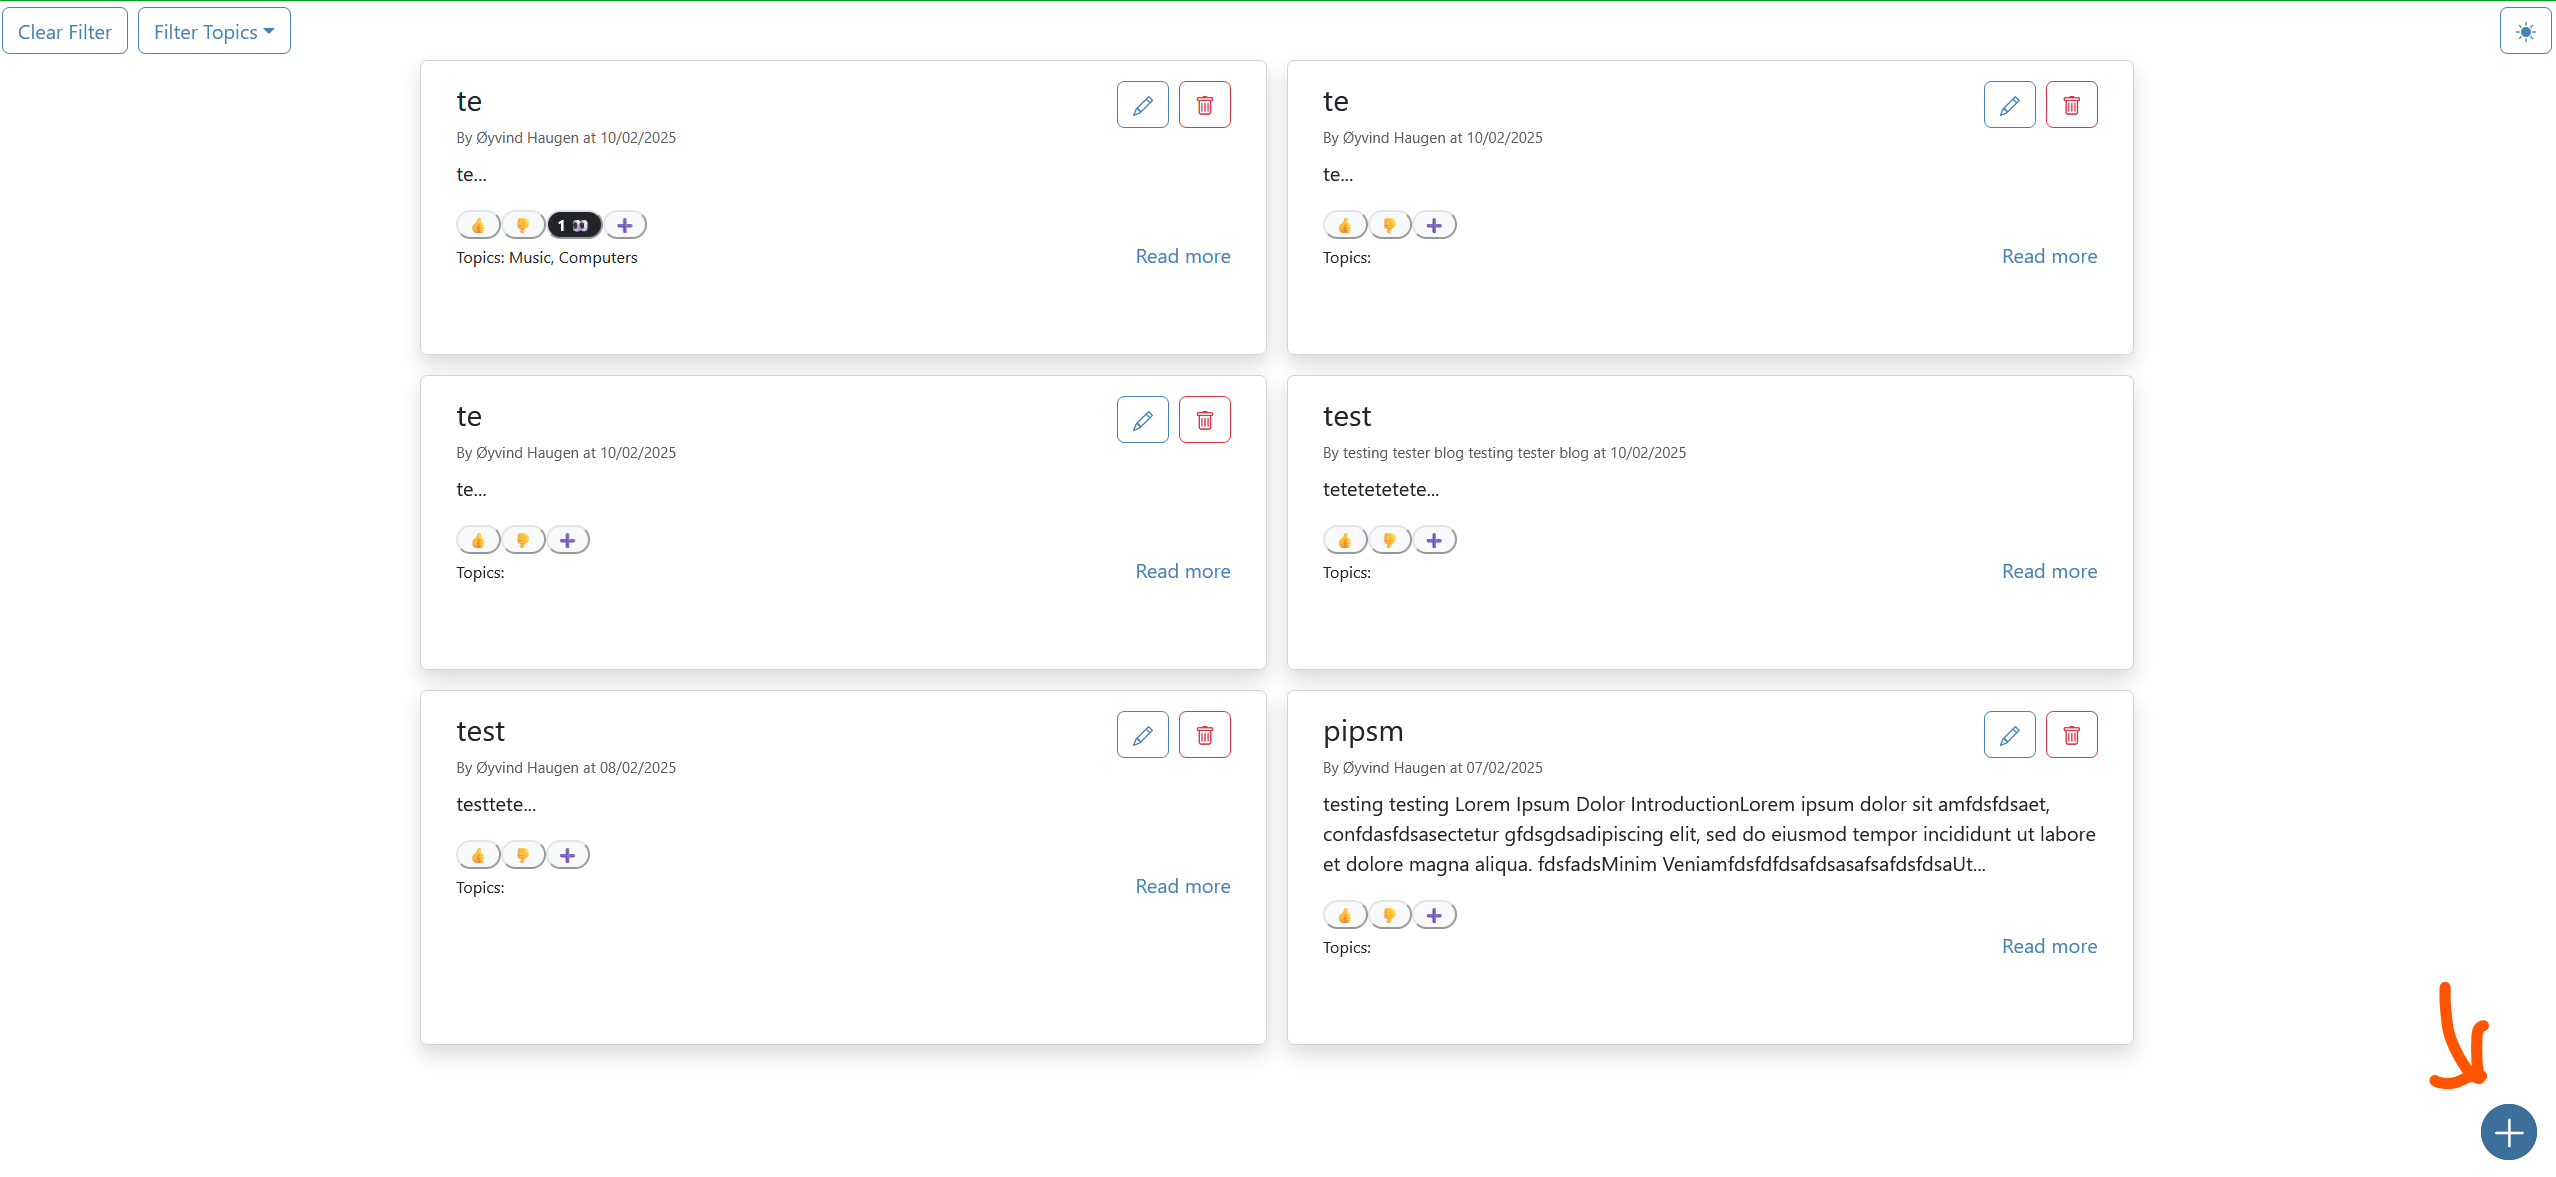 Clear Filter
Filter Topics
te
By Øyvind Haugen at 10/02/2025
te...
1
Topics: Music, Computers
Read more
te
By Øyvind Haugen at 10/02/2025
te...
Topics:
Read more
te
By Øyvind Haugen at 10/02/2025
te...
Topics:
Read more
test
By testing tester blog testing tester blog at 10/02/2025
tetetetetete...
Topics:
Read more
test
By Øyvind Haugen at 08/02/2025
testtete...
Topics:
Read more
pipsm
By Øyvind Haugen at 07/02/2025
testing testing Lorem Ipsum Dolor IntroductionLorem ipsum dolor sit amfdsfdsaet,
confdasfdsasectetur gfdsgdsadipiscing elit, sed do eiusmod tempor incididunt ut labore
et dolore magna aliqua. fdsfadsMinim VeniamfdsfdfdsafdsasafsafdsfdsaUt...
Topics:
Read more